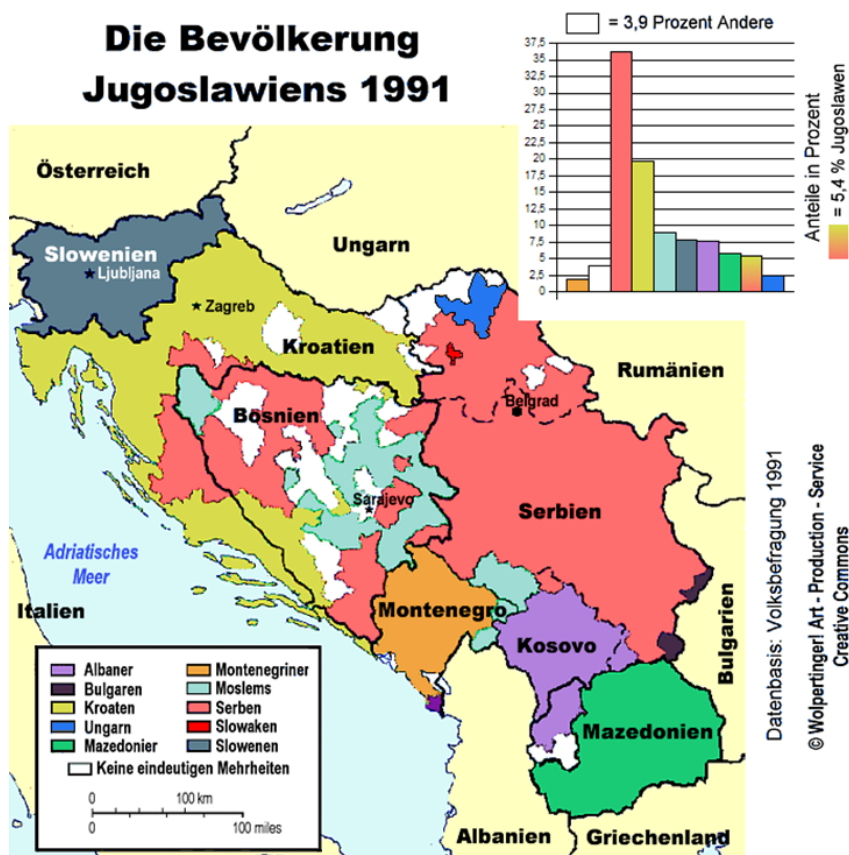 Die Bevölkerung
Jugoslawiens 1991
= 3,9 Prozent Andere
37,5
35
32,5
30
27,5
25
22,5
20
17,5
15
12,5
10
7,5
5
2,5
0
Anteile in Prozent
= 5,4 % Jugoslawen
Österreich
Ungarn
Slowenien
Ljubljana
Zagreb
Kroatien
Rumänien
Bosnien
Belgrad
Sarajevo
Serbien
Adriatisches
Meer
Italien
Montenegro
Kosovo
Bulgarien
Mazedonien
Albanien
Griechenland
Albaner
Bulgaren
Kroaten
Ungarn
Mazedonier
Montenegriner
Moslems
Serben
Slowaken
Slowenen
Keine eindeutigen Mehrheiten
0 100 km
0 100 miles
Datenbasis: Volksbefragung 1991
© Wolpertinger! Art - Production - Service
Creative Commons